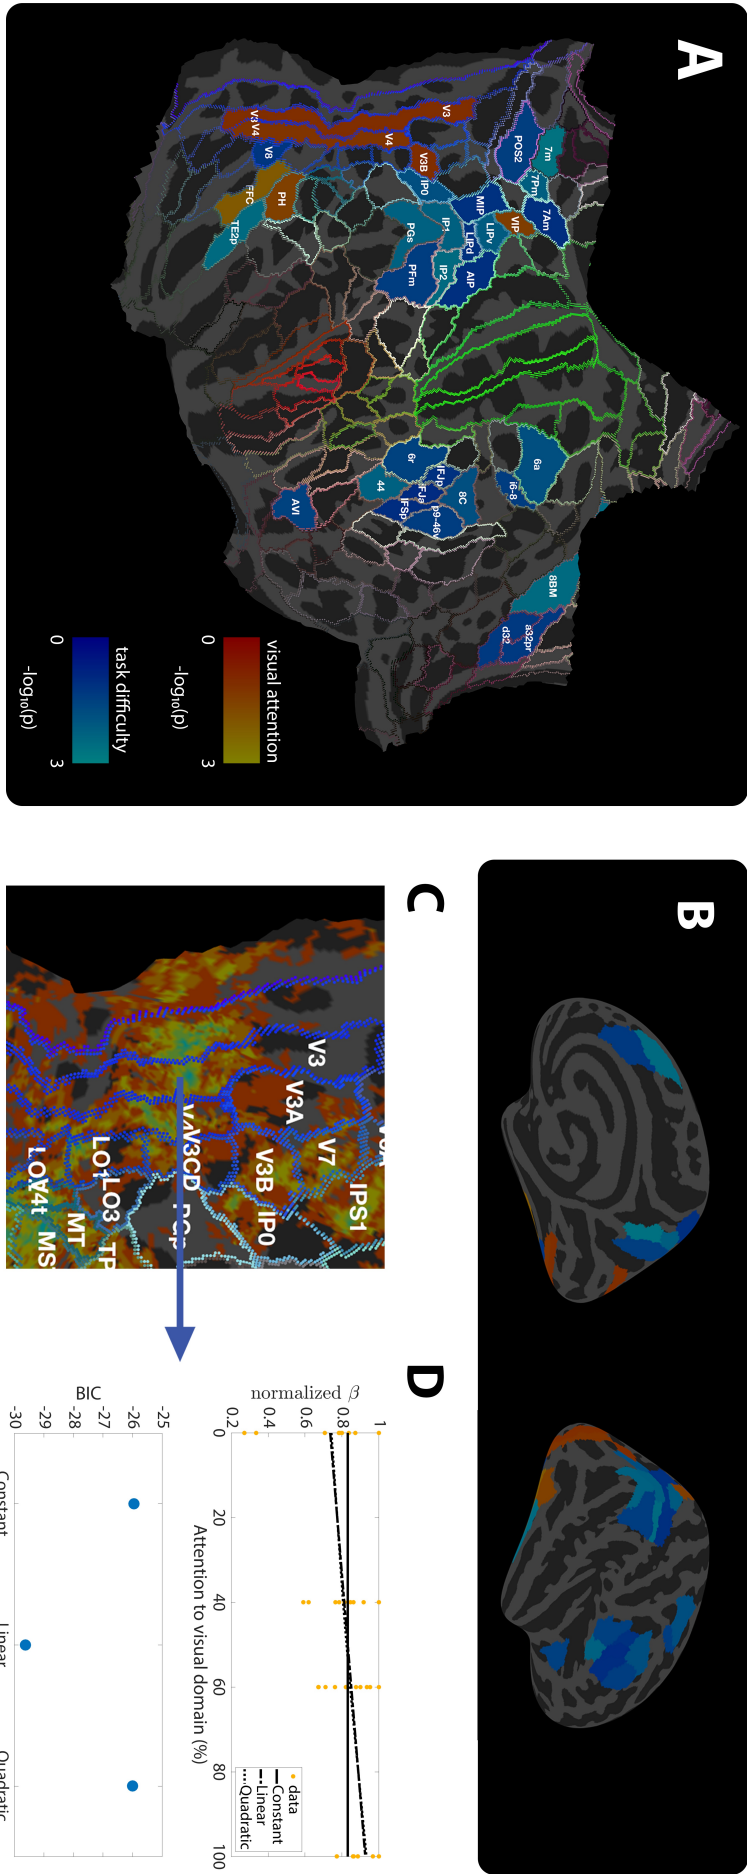 A
7m
POS2
7Pm
7Am
V3
V3
V4
V4
V3B
V8
IP0
MIP
VIP
LIPv
LIPd
IP1
PGs
IP2
AIP
PFm
PH
FFC
TE2p
6a
i6-8
6r
IFJp
IFJa
8C
44
IFSp
p9-46v
AVI
8BM
a32pr
d32
visual attention
0 3
-log₁₀(p)
task difficulty
0 3
-log₁₀(p)
B
C
V3
V3A
V7
IPS1
V3B
IP0
V4
V3CD
LO1
LO3
V4t
MT
D
normalized β
1
0.8
0.6
0.4
0.2
0 20 40 60 80 100
Attention to visual domain (%)
data
Constant
Linear
Quadratic
BIC
-25
-26
-27
-28
-29
-30
Constant Linear Quadratic